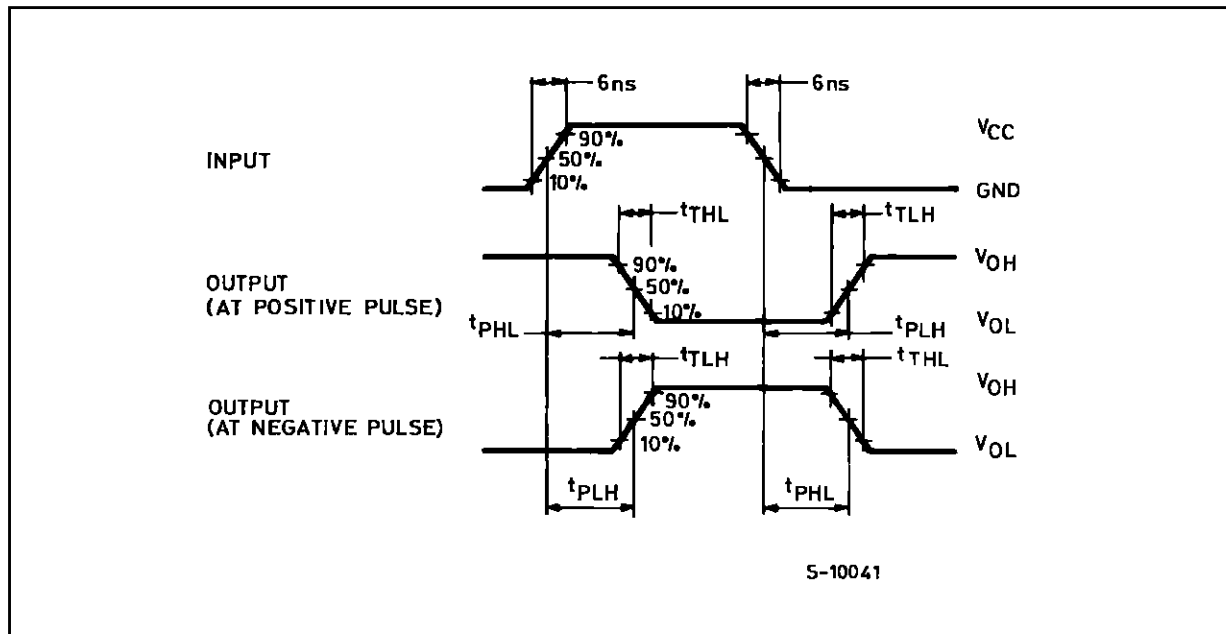 6ns 6ns
90%
50%
10%
INPUT
VCC
GND
tTHL tTLH
90%
50%
10%
OUTPUT
(AT POSITIVE PULSE)
VOH
VOL
tPHL tPLH
tTLH tTHL
90%
50%
10%
OUTPUT
(AT NEGATIVE PULSE)
VOH
VOL
tPLH tPHL
S-10041